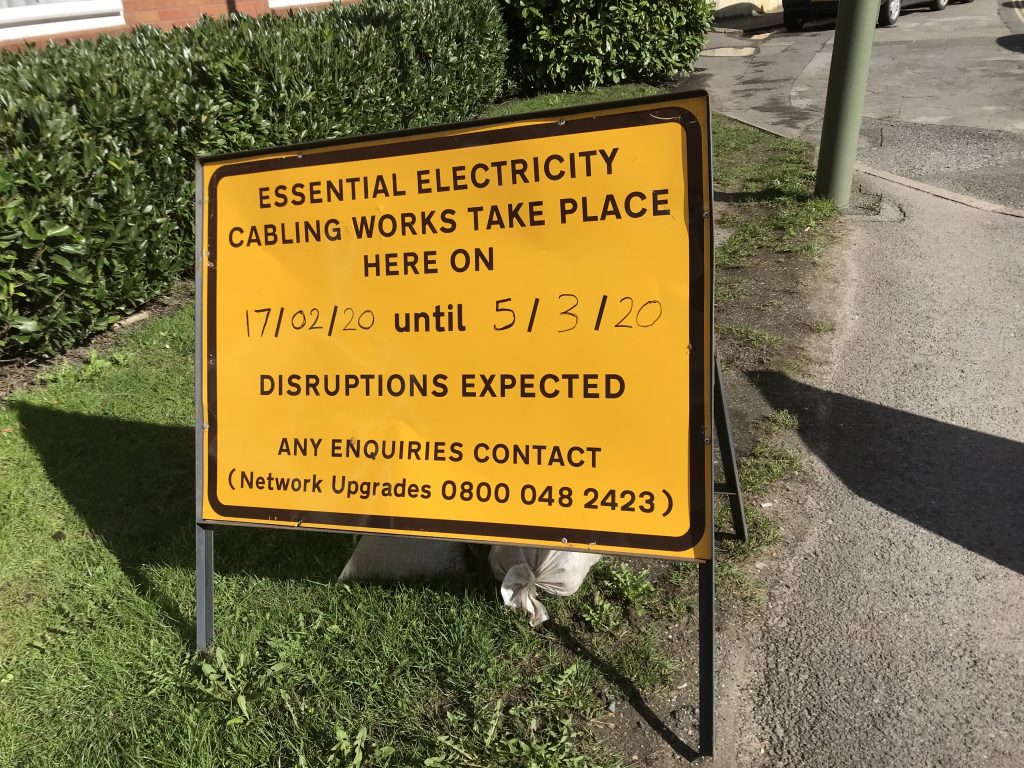 ESSENTIAL ELECTRICITY
CABLING WORKS TAKE PLACE
HERE ON
17/02/20 until 5/3/20
DISRUPTIONS EXPECTED
ANY ENQUIRIES CONTACT
(Network Upgrades 0800 048 2423)